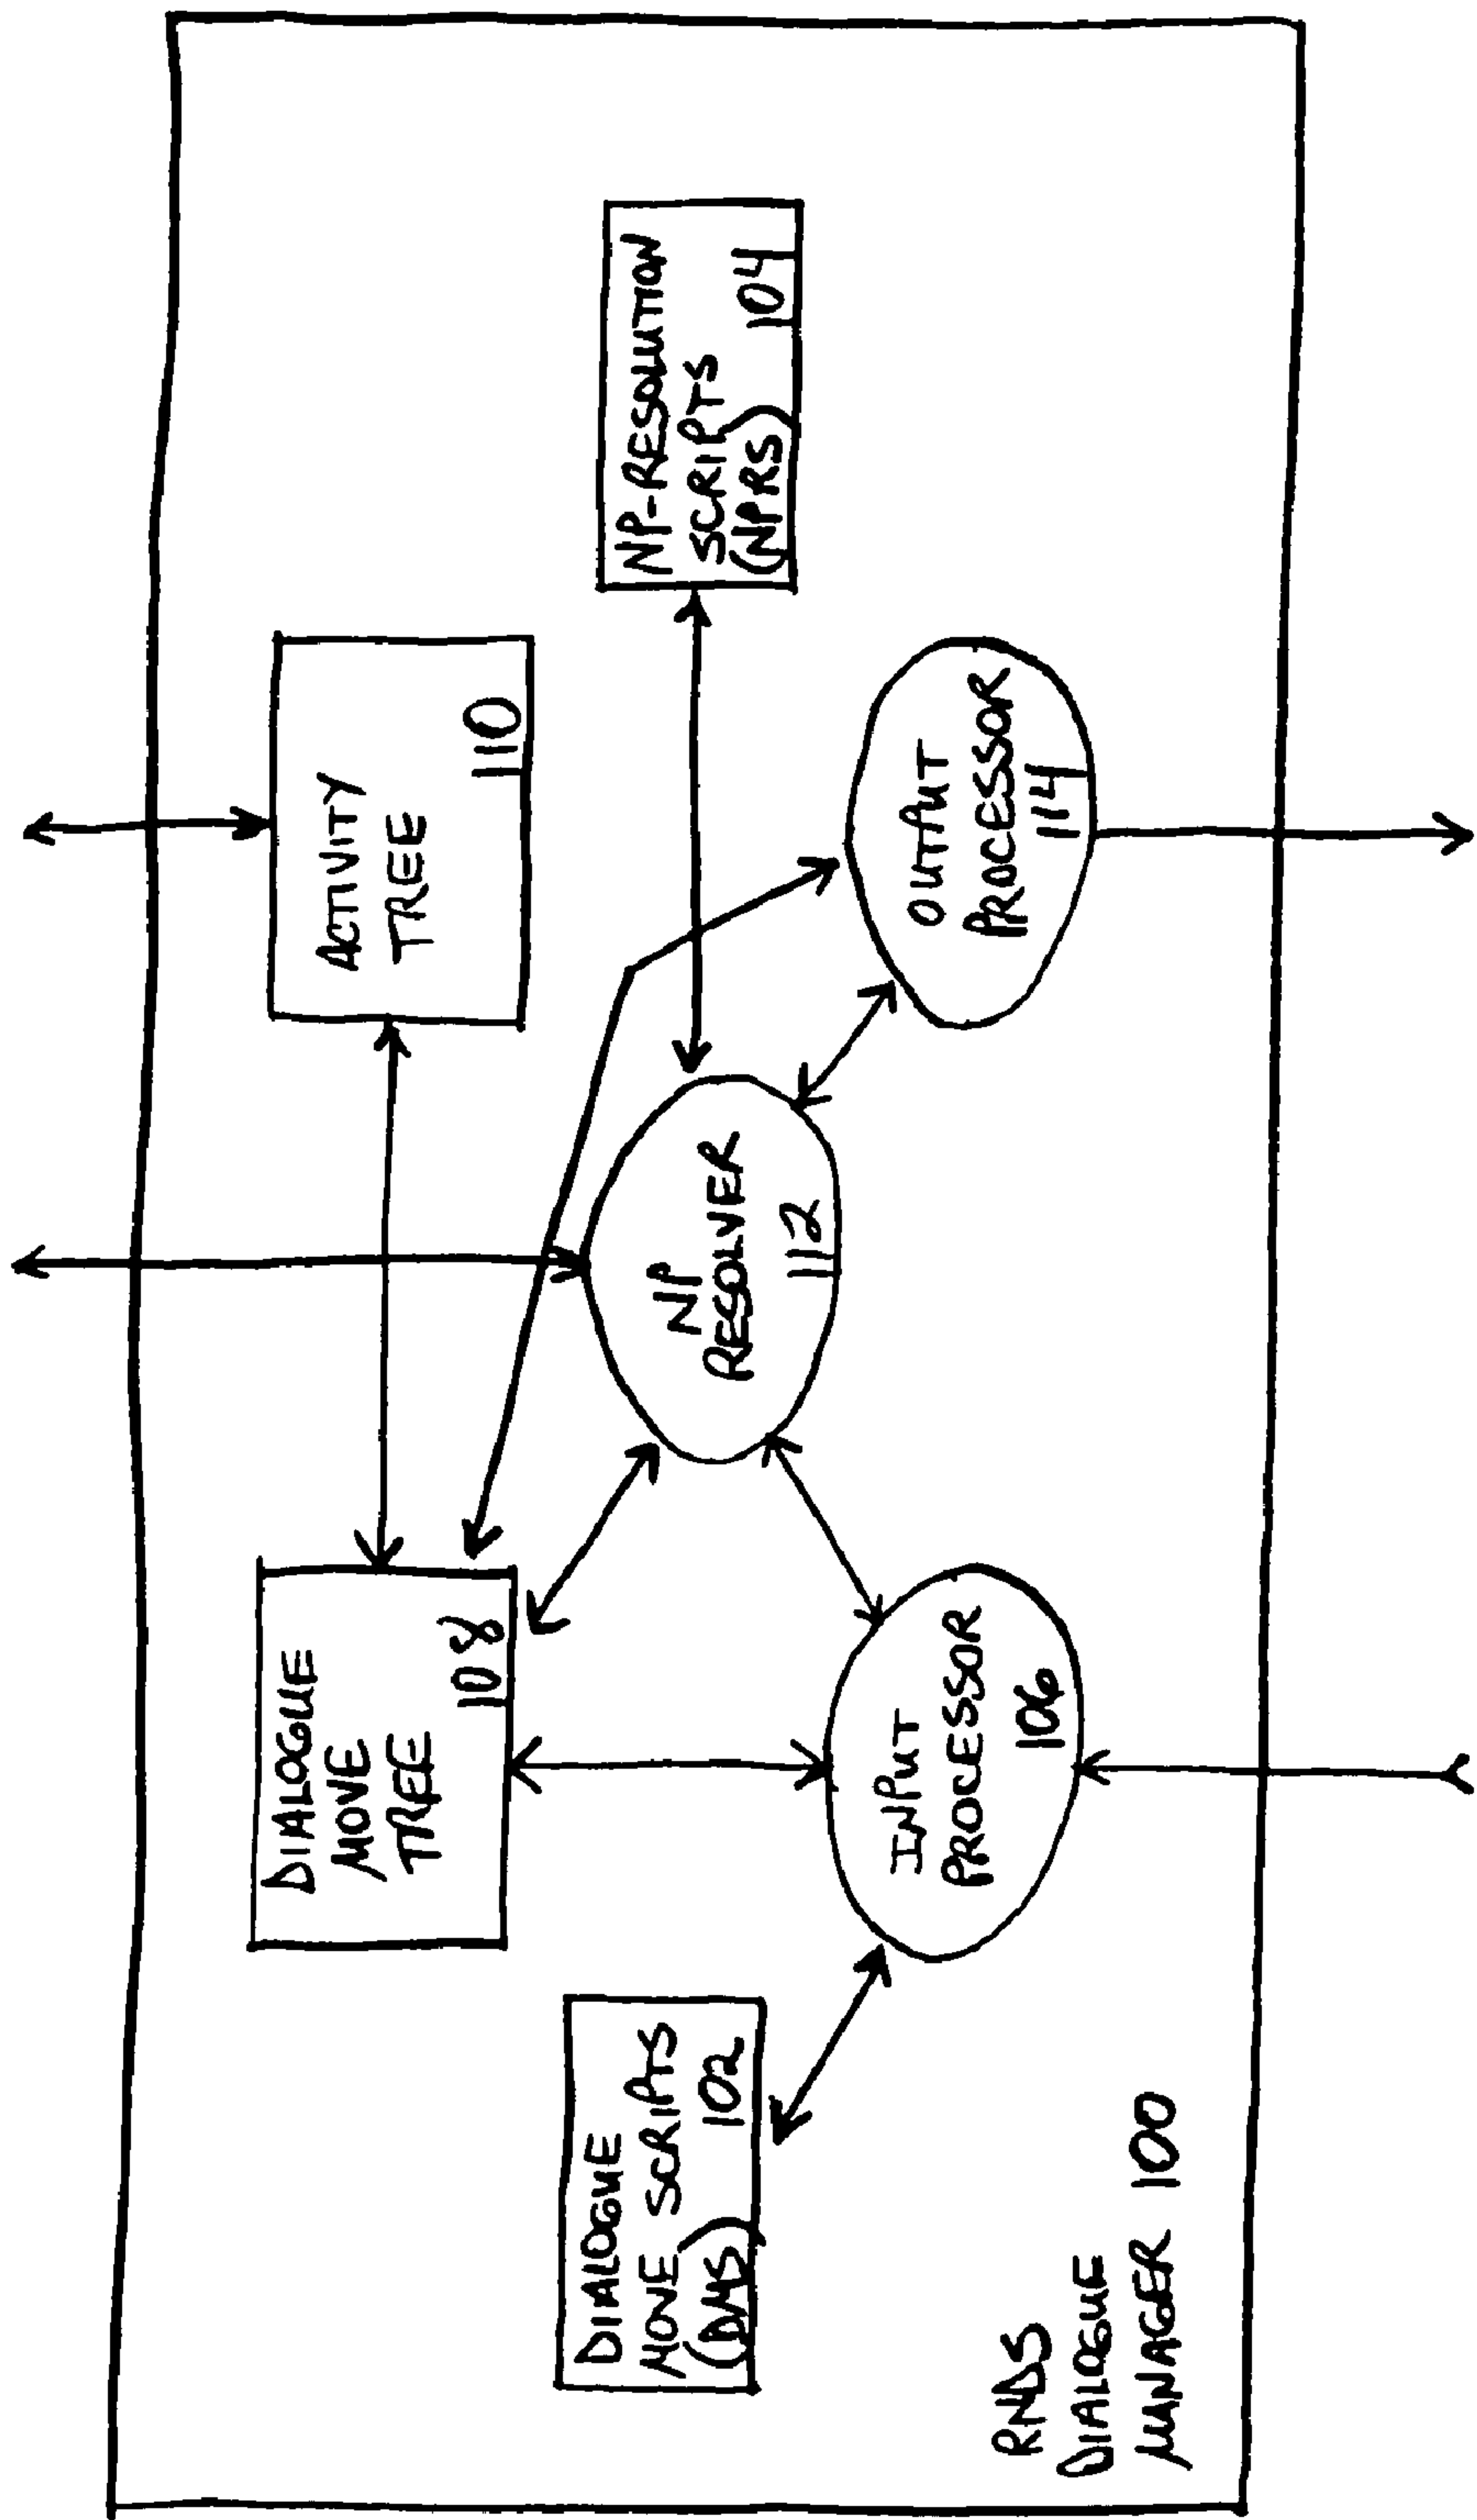 DIALOGUE
MOVE
TREE
108
ACTIVITY
TREE
110
DIALOGUE
MOVE SCRIPTS
(DMS) 102
NP
RESOLVER
112
NP-RESOLUTION
SCRIPTS
(NPRS) 104
INPUT
PROCESSOR
106
OUTPUT
PROCESSOR
114
RNDS
DIALOGUE
MANAGER 100